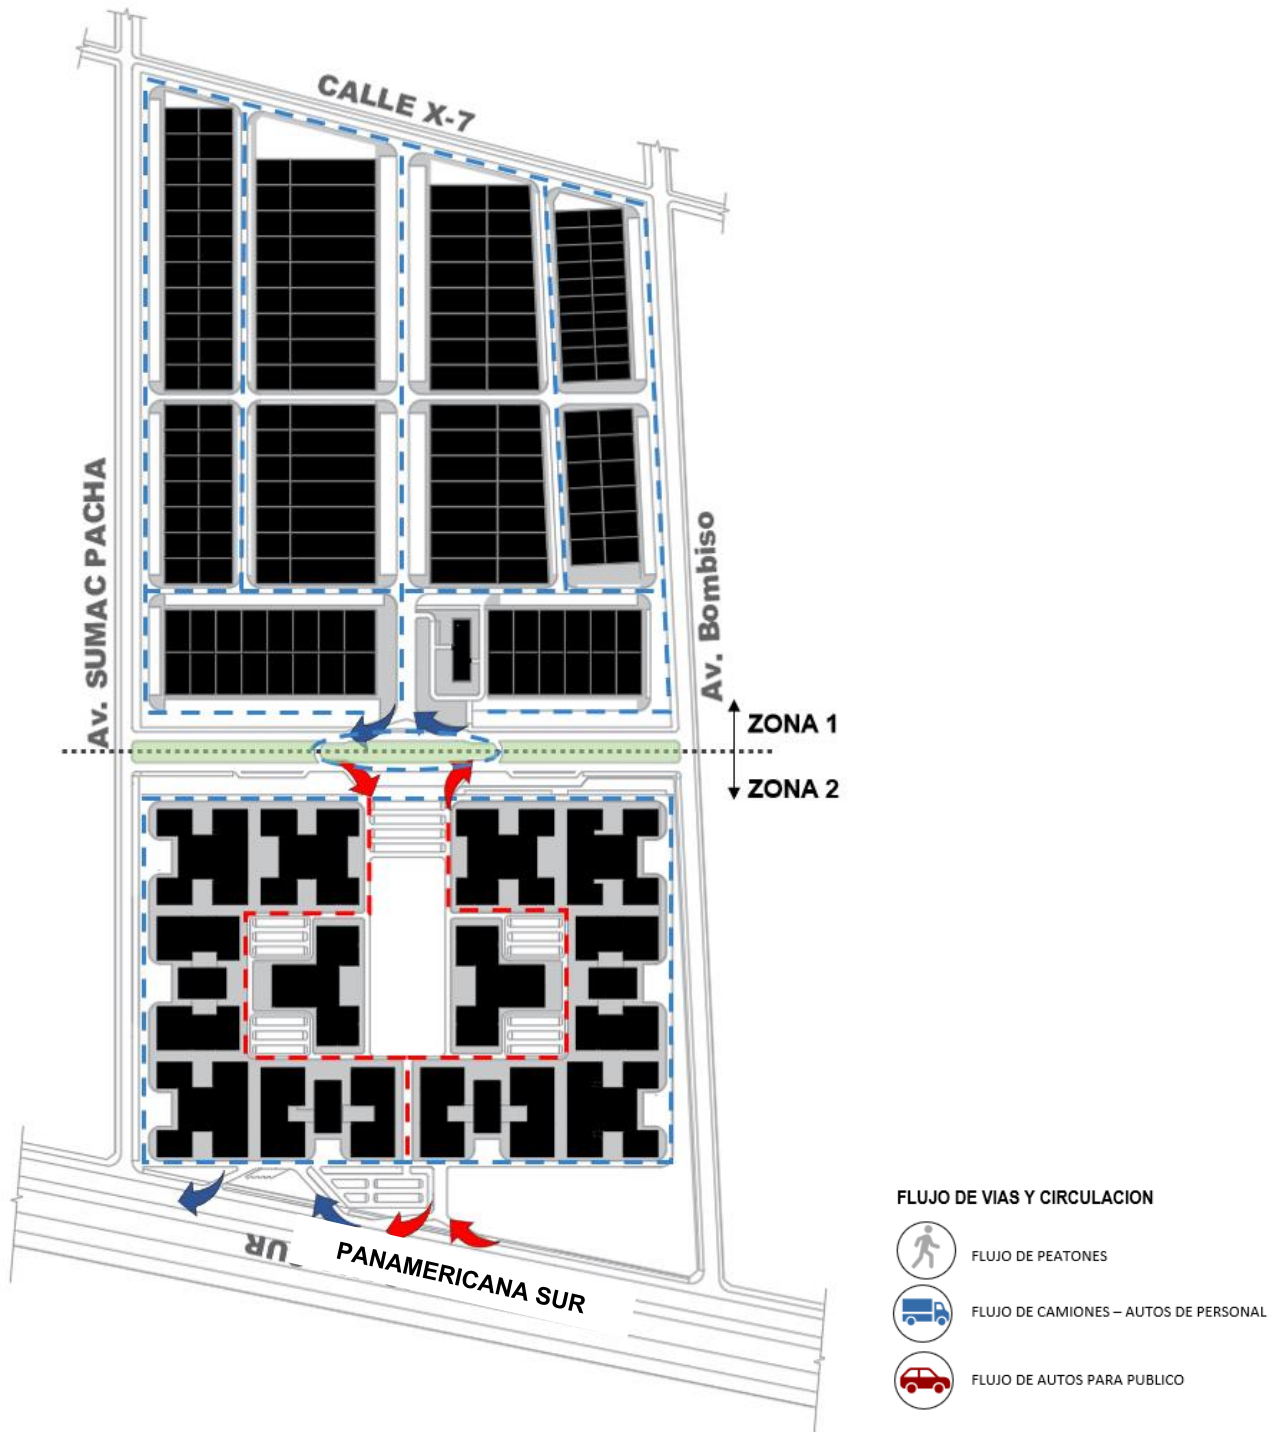 CALLE X-7
Av. SUMAC PACHA
Av. Bombiso
ZONA 1
ZONA 2
UR
PANAMERICANA SUR
FLUJO DE VIAS Y CIRCULACION
FLUJO DE PEATONES
FLUJO DE CAMIONES – AUTOS DE PERSONAL
FLUJO DE AUTOS PARA PUBLICO